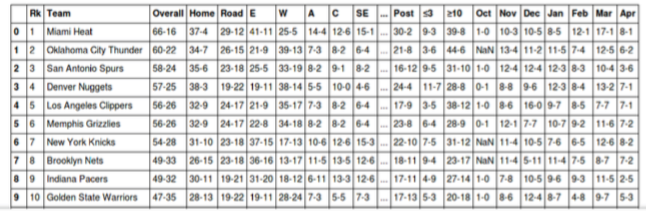 Rk Team Overall Home Road E W A C SE ... Post ≤3 ≥10 Oct Nov Dec Jan Feb Mar Apr
0 1 Miami Heat 66-16 37-4 29-12 41-11 25-5 14-4 12-6 15-1 ... 30-2 9-3 39-8 1-0 10-3 10-5 8-5 12-1 17-1 8-1
1 2 Oklahoma City Thunder 60-22 34-7 26-15 21-9 39-13 7-3 8-2 6-4 ... 21-8 3-6 44-6 NaN 13-4 11-2 11-5 7-4 12-5 6-2
2 3 San Antonio Spurs 58-24 35-6 23-18 25-5 33-19 8-2 9-1 8-2 ... 16-12 9-5 31-10 1-0 12-4 12-4 12-3 8-3 10-4 3-6
3 4 Denver Nuggets 57-25 38-3 19-22 19-11 38-14 5-5 10-0 4-6 ... 24-4 11-7 28-8 0-1 8-8 9-6 12-3 8-4 13-2 7-1
4 5 Los Angeles Clippers 56-26 32-9 24-17 21-9 35-17 7-3 8-2 6-4 ... 17-9 3-5 38-12 1-0 8-6 16-0 9-7 8-5 7-7 7-1
5 6 Memphis Grizzlies 56-26 32-9 24-17 22-8 34-18 8-2 8-2 6-4 ... 23-8 6-4 28-9 0-1 12-1 7-7 10-7 9-2 11-6 7-2
6 7 New York Knicks 54-28 31-10 23-18 37-15 17-13 10-6 12-6 15-3 ... 22-10 7-5 31-12 NaN 11-4 10-5 7-6 6-5 12-6 8-2
7 8 Brooklyn Nets 49-33 26-15 23-18 36-16 13-17 11-5 13-5 12-6 ... 18-11 9-4 23-17 NaN 11-4 5-11 11-4 7-5 8-7 7-2
8 9 Indiana Pacers 49-32 30-11 19-21 31-20 18-12 6-11 13-3 12-6 ... 17-11 4-9 27-14 1-0 7-8 10-5 9-6 9-3 11-5 2-5
9 10 Golden State Warriors 47-35 28-13 19-22 19-11 28-24 7-3 5-5 7-3 ... 17-13 5-3 20-18 1-0 8-6 12-4 8-7 4-8 9-7 5-3